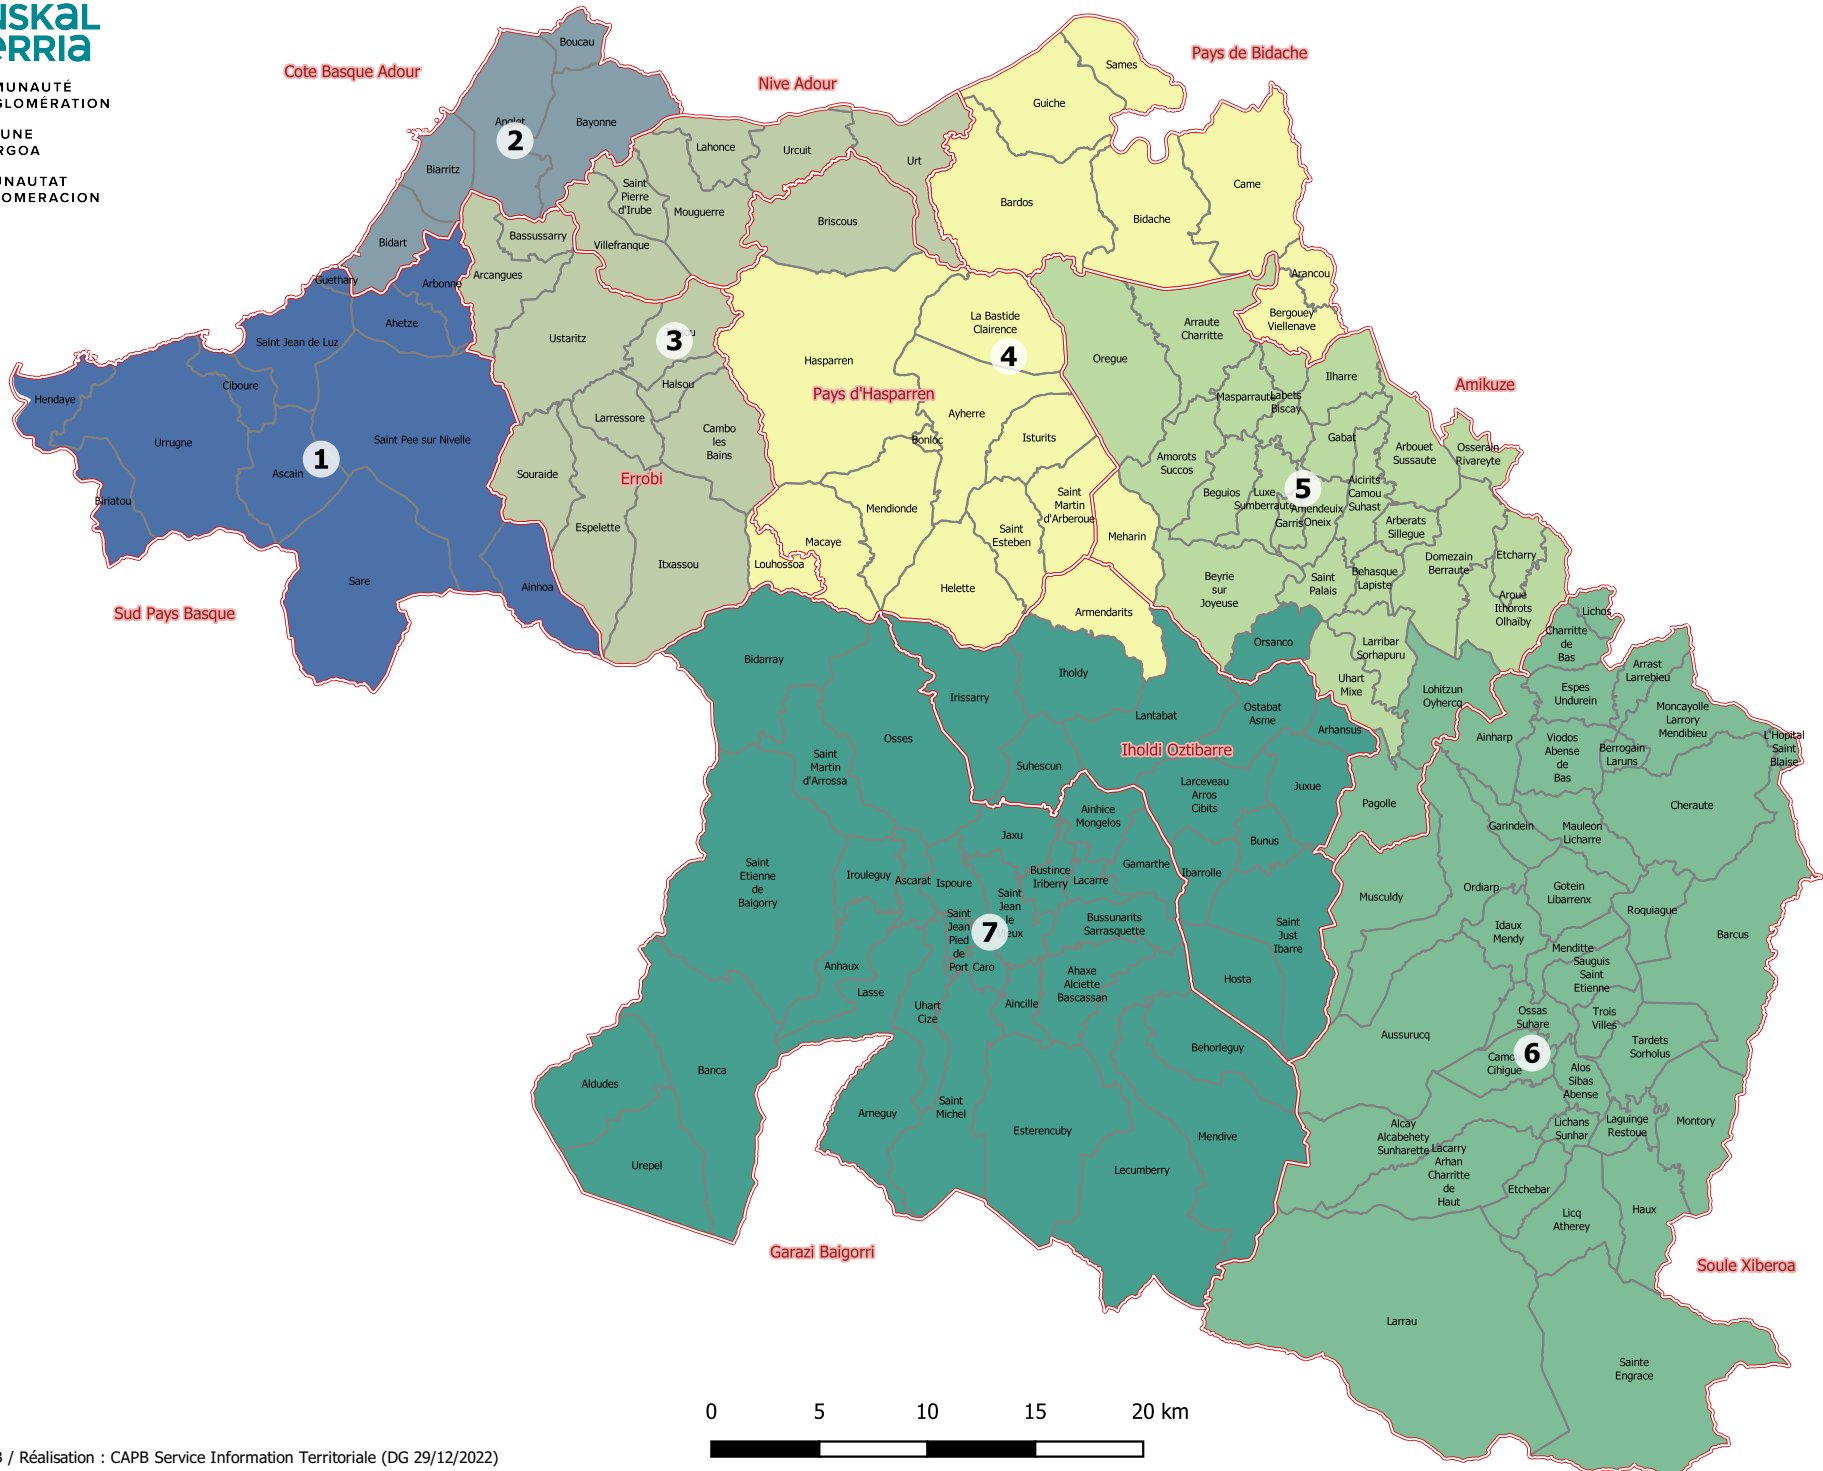 Cote Basque Adour
Nive Adour
Pays de Bidache
Pays d'Hasparren
Amikuze
Errobi
Sud Pays Basque
Iholdi Oztibarre
Garazi Baigorri
Soule Xiberoa
1
2
3
4
5
6
7
Boucau
Bayonne
Biarritz
Bidart
Guethary
Arbonne
Ahetze
Saint Jean de Luz
Ciboure
Hendaye
Urrugne
Biriatou
Ascain
Saint Pee sur Nivelle
Sare
Ainhoa
Lahonce
Urcuit
Urt
Saint
Pierre
d'Irube
Mouguerre
Villefranque
Briscous
Bassussarry
Arcangues
Ustaritz
Halsou
Larressore
Cambo
les
Bains
Souraide
Espelette
Itxassou
Sames
Guiche
Bardos
Bidache
Came
Arancou
Bergouey
Viellenave
La Bastide
Clairence
Hasparren
Ayherre
Bonloc
Isturits
Mendionde
Macaye
Louhossoa
Saint
Esteben
Saint
Martin
d'Arberoue
Helette
Meharin
Armendarits
Oregue
Arraute
Charritte
Masparraute
Labets
Biscay
Ilharre
Gabat
Arbouet
Sussaute
Osserain
Rivareyte
Amorots
Succos
Beguios
Luxe
Sumberraute
Garris
Amendeuix
Oneix
Aicirits
Camou
Suhast
Arberats
Sillegue
Domezain
Berraute
Etcharry
Aroue
Ithorots
Olhaïby
Beyrie
sur
Joyeuse
Saint
Palais
Behasque
Lapiste
Orsanco
Larribar
Sorhapuru
Uhart
Mixe
Lohitzun
Oyhercq
Lichos
Charritte
de
Bas
Arrast
Larrebieu
Espes
Undurein
Moncayolle
Larrory
Mendibieu
L'Hopital
Saint
Blaise
Ainharp
Viodos
Abense
de
Bas
Berrogain
Laruns
Cheraute
Pagolle
Garindein
Mauleon
Licharre
Musculdy
Ordiarp
Gotein
Libarrenx
Roquiague
Barcus
Idaux
Mendy
Menditte
Sauguis
Saint
Etienne
Ossas
Suhare
Trois
Villes
Tardets
Sorholus
Aussurucq
Cihigue
Alos
Sibas
Abense
Lichans
Sunhar
Laguinge
Restoue
Montory
Alcay
Alcabehety
Sunharette
Lacarry
Arhan
Charritte
de
Haut
Etchebar
Licq
Atherey
Haux
Larrau
Sainte
Engrace
Bidarray
Osses
Saint
Martin
d'Arrossa
Irissarry
Iholdy
Lantabat
Suhescun
Ostabat
Asme
Arhansus
Juxue
Larceveau
Arros
Cibits
Bunus
Ibarrolle
Saint
Just
Ibarre
Hosta
Ainhice
Mongelos
Jaxu
Gamarthe
Bustince
Iriberry
Lacarre
Saint
Etienne
de
Baigorry
Irouleguy
Ascarat
Ispoure
Saint
Jean
le
Saint
Jean
Pied
de
Port
Caro
Bussunarits
Sarrasquette
Anhaux
Lasse
Uhart
Cize
Aincille
Ahaxe
Alciette
Bascassan
Behorleguy
Banca
Aldudes
Urepel
Arneguy
Saint
Michel
Esterencuby
Lecumberry
Mendive
0 5 10 15 20 km
/ Réalisation : CAPB Service Information Territoriale (DG 29/12/2022)